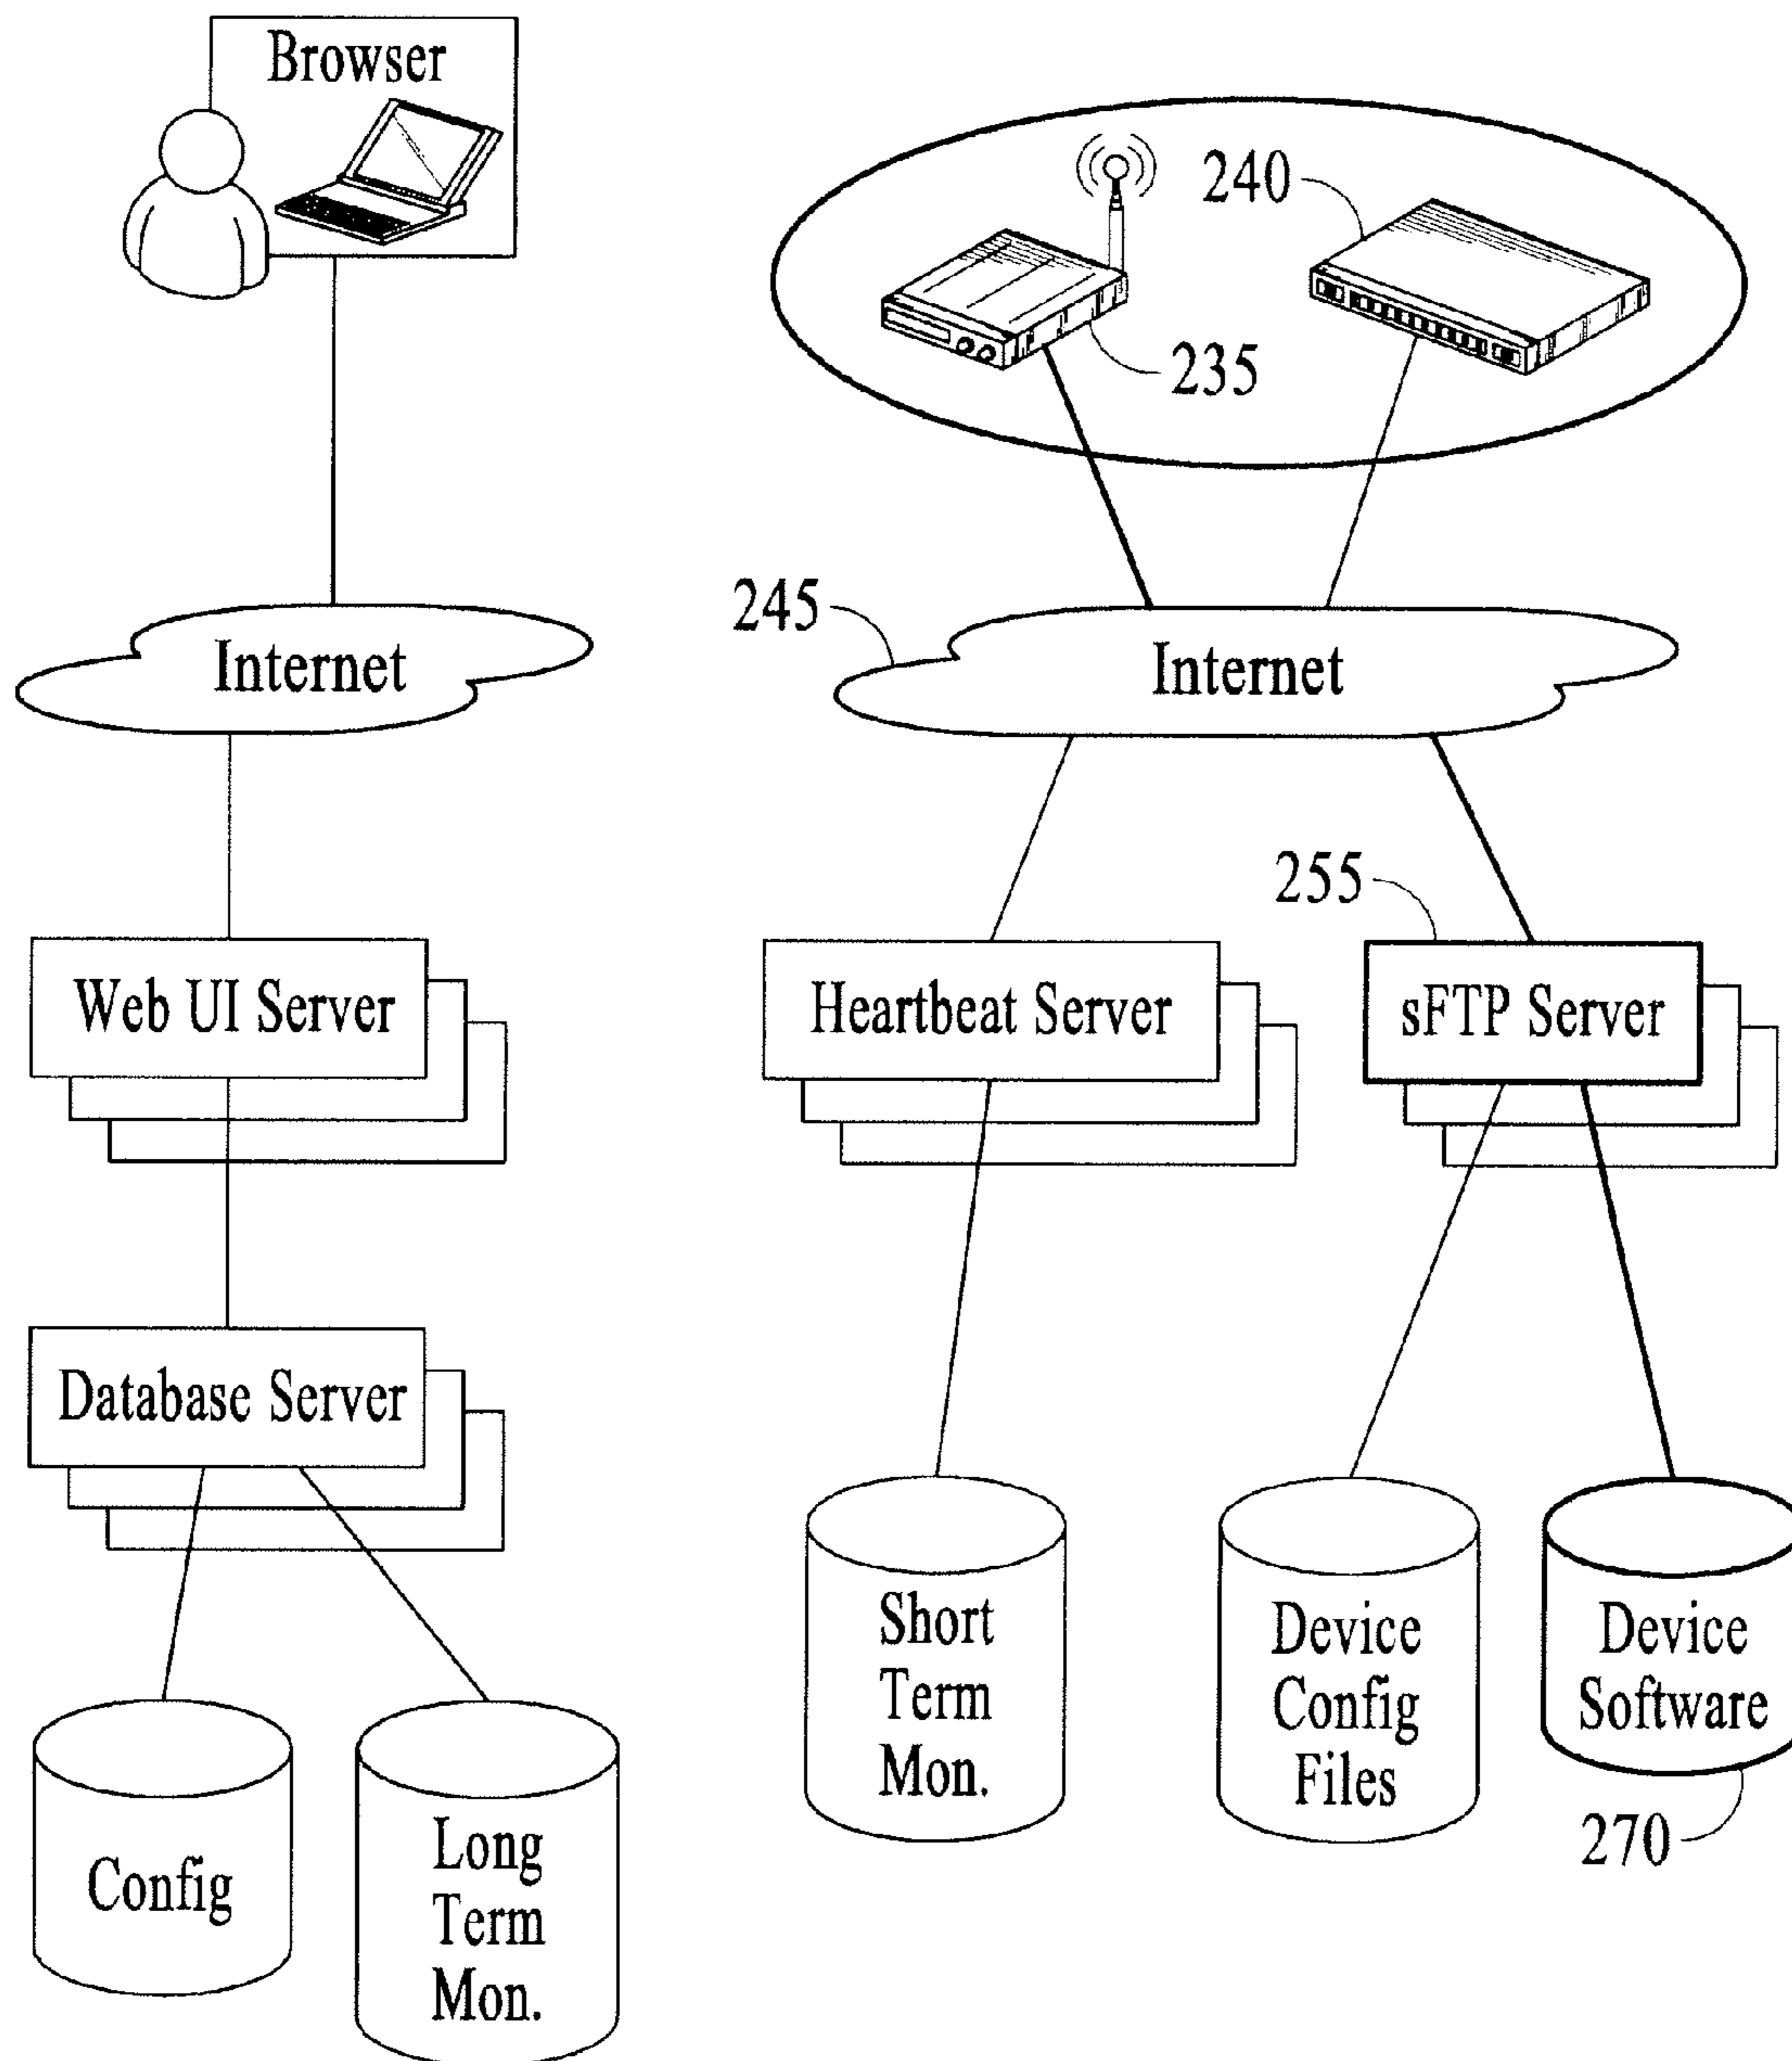 Browser
240
235
245
Internet
Internet
255
Web UI Server
Heartbeat Server
sFTP Server
Database Server
Short
Term
Mon.
Device
Config
Files
Device
Software
270
Config
Long
Term
Mon.